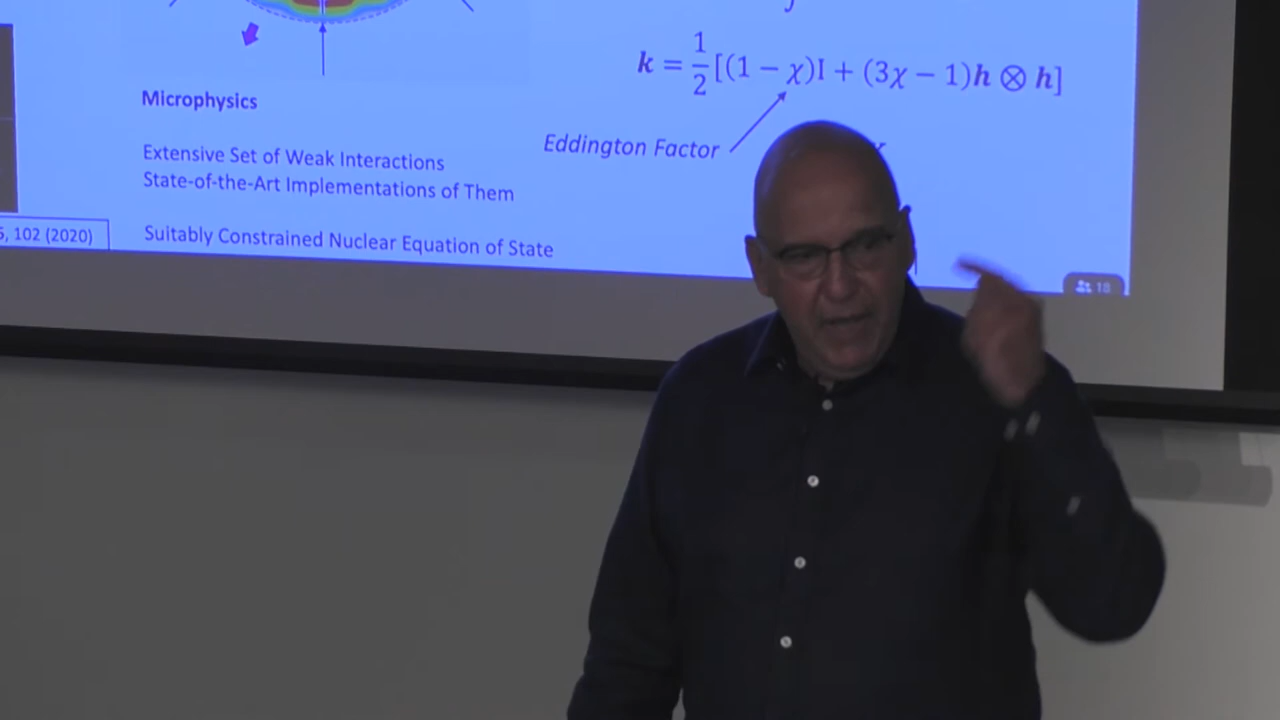 k = 1/2 [(1 − χ)I + (3χ − 1)h ⊗ h]
Microphysics
Eddington Factor
Extensive Set of Weak Interactions
State-of-the-Art Implementations of Them
, 102 (2020)
Suitably Constrained Nuclear Equation of State
18